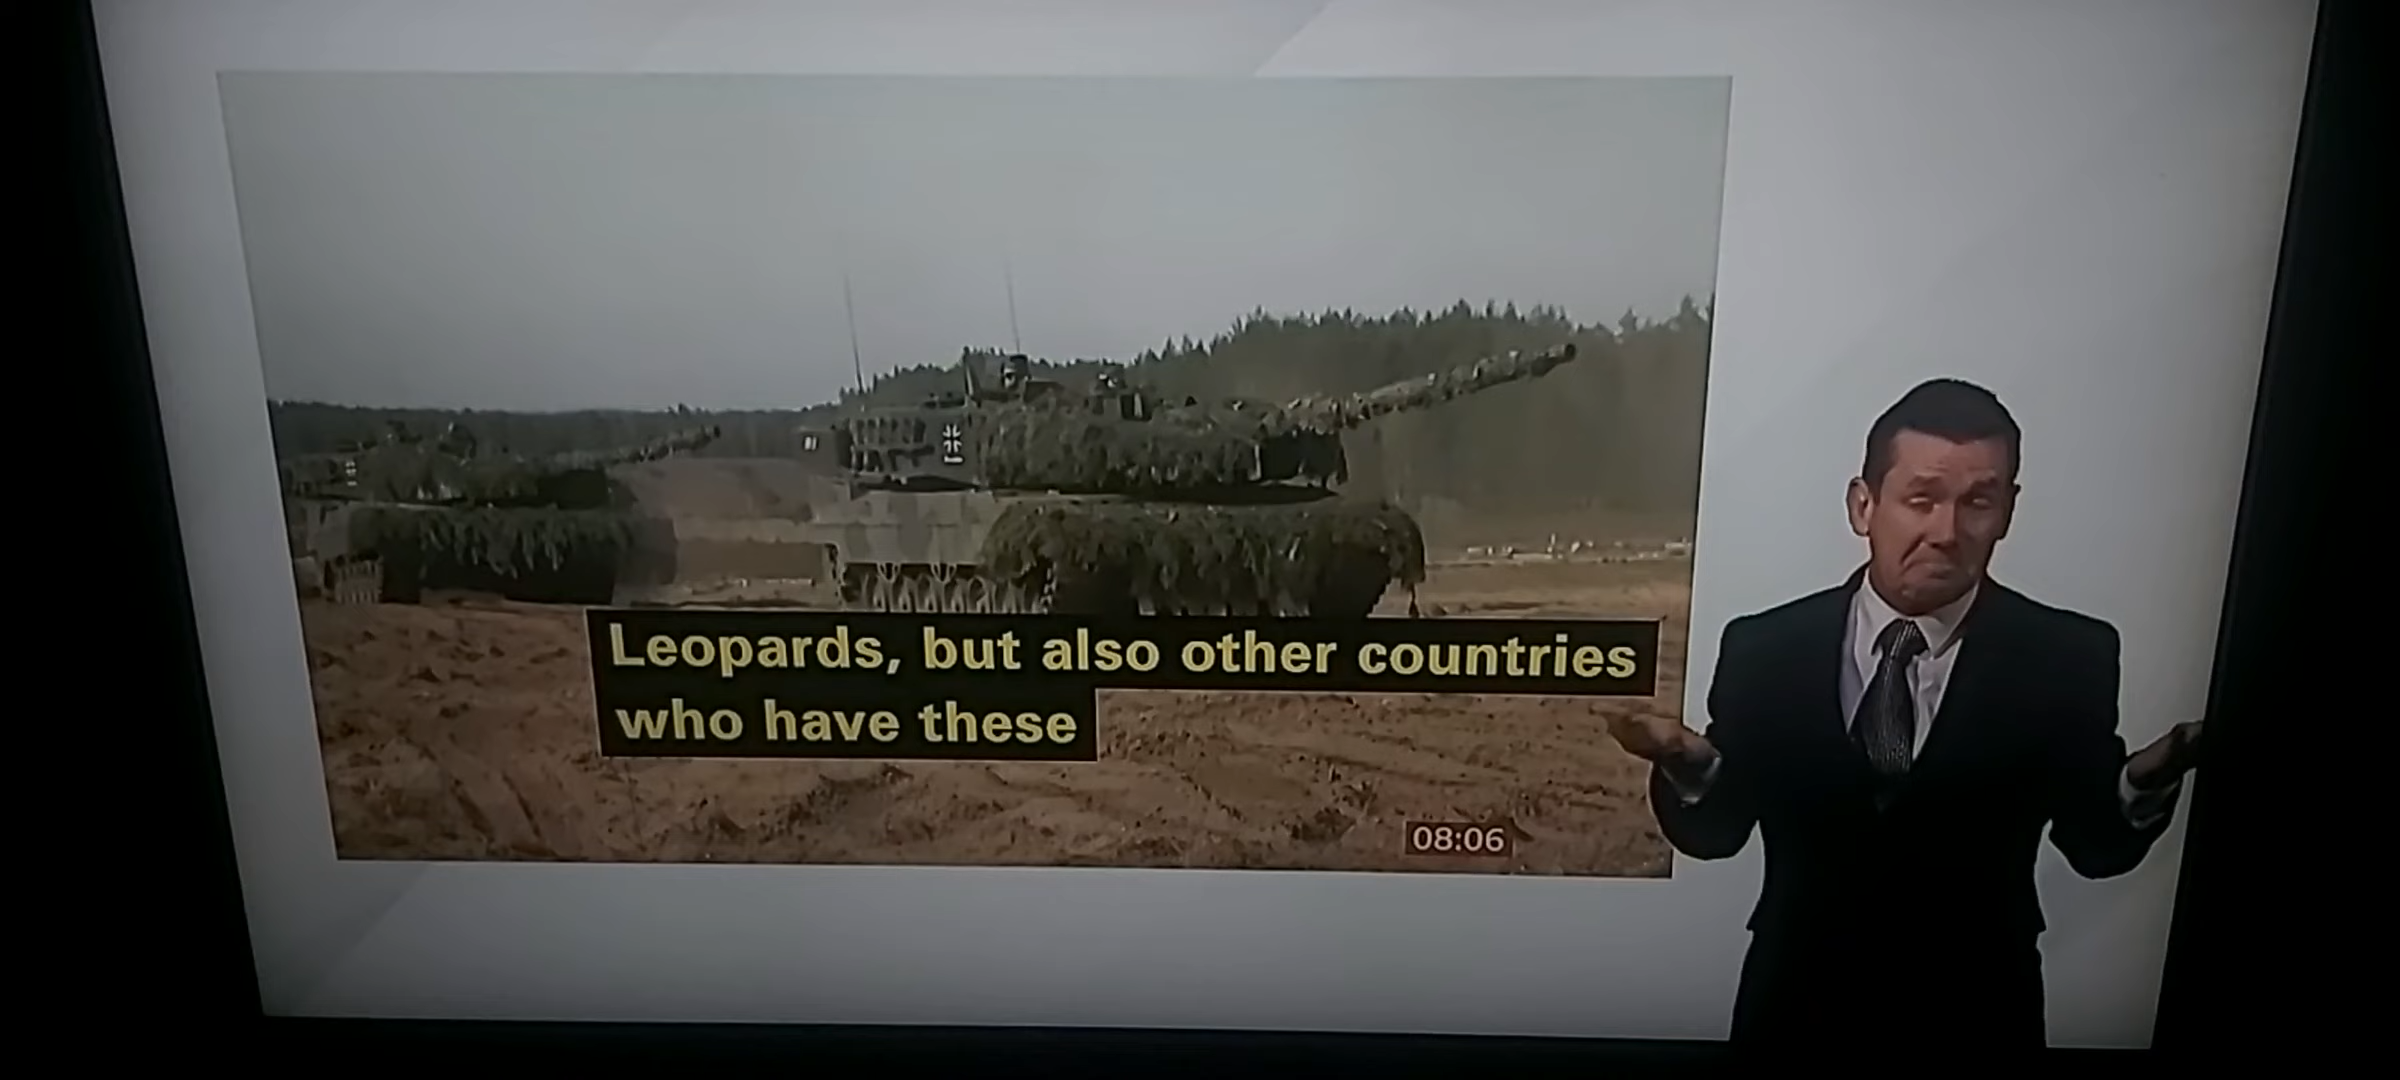 Leopards, but also other countries
who have these
08:06